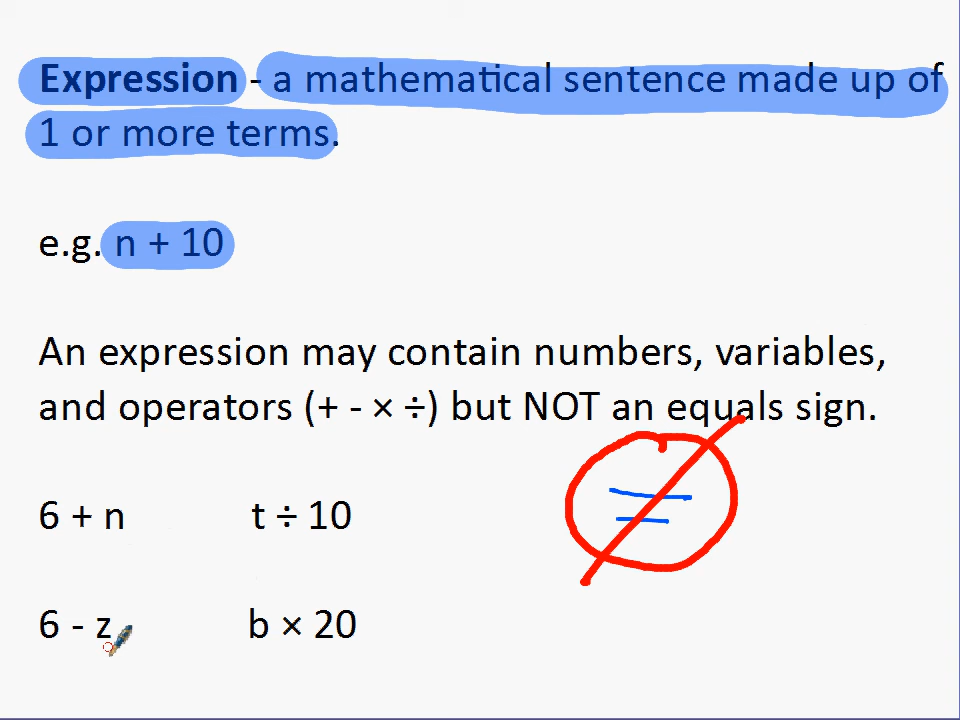 Expression - a mathematical sentence made up of
1 or more terms.
e.g. n + 10
An expression may contain numbers, variables,
and operators (+ - × ÷) but NOT an equals sign.
=
6 + n t ÷ 10
6 - z b × 20